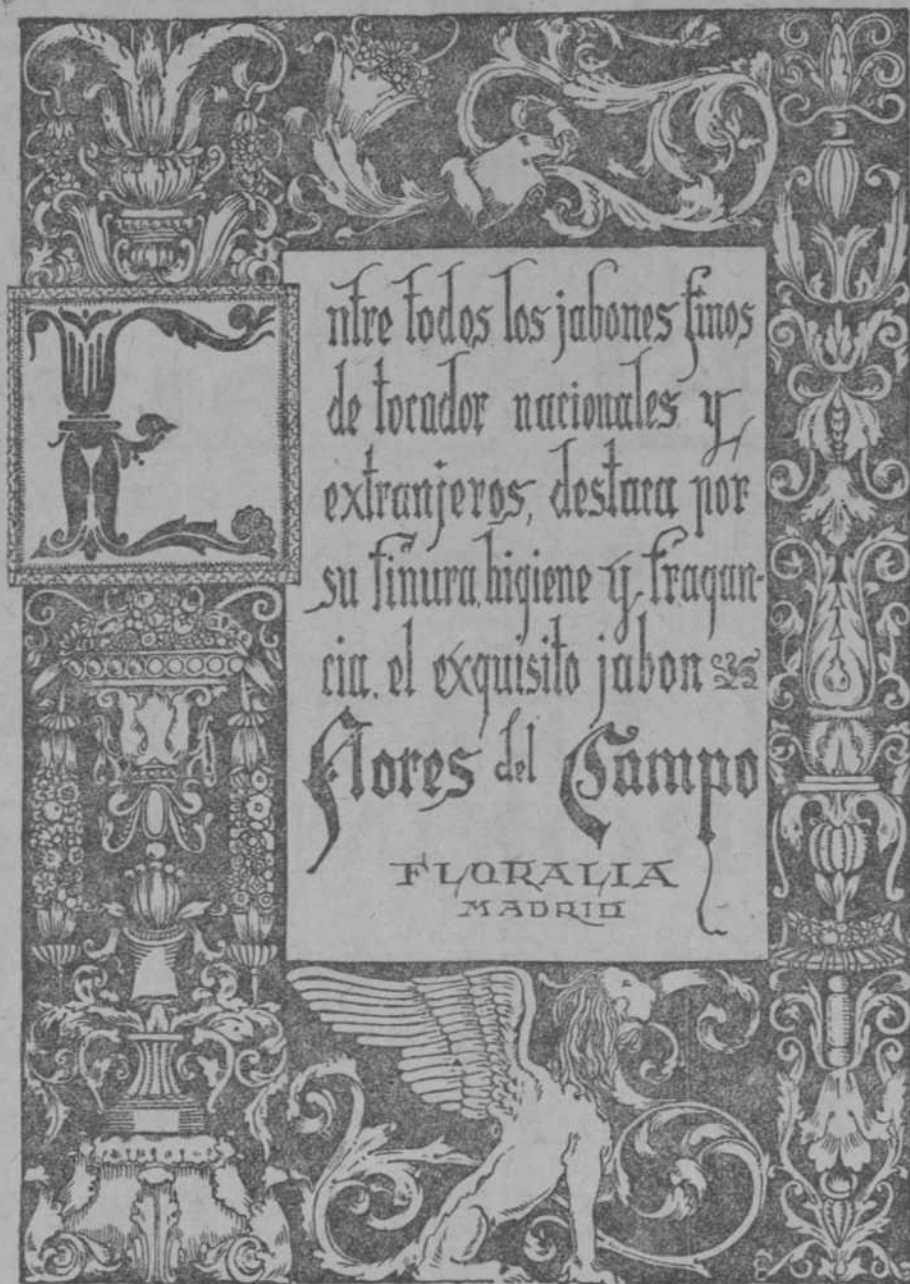 Entre todos los jabones finos
de tocador nacionales y
extranjeros, destaca por
su finura, higiene y fragan-
cia, el exquisito jabon
Flores del Campo
FLORALIA
MADRID